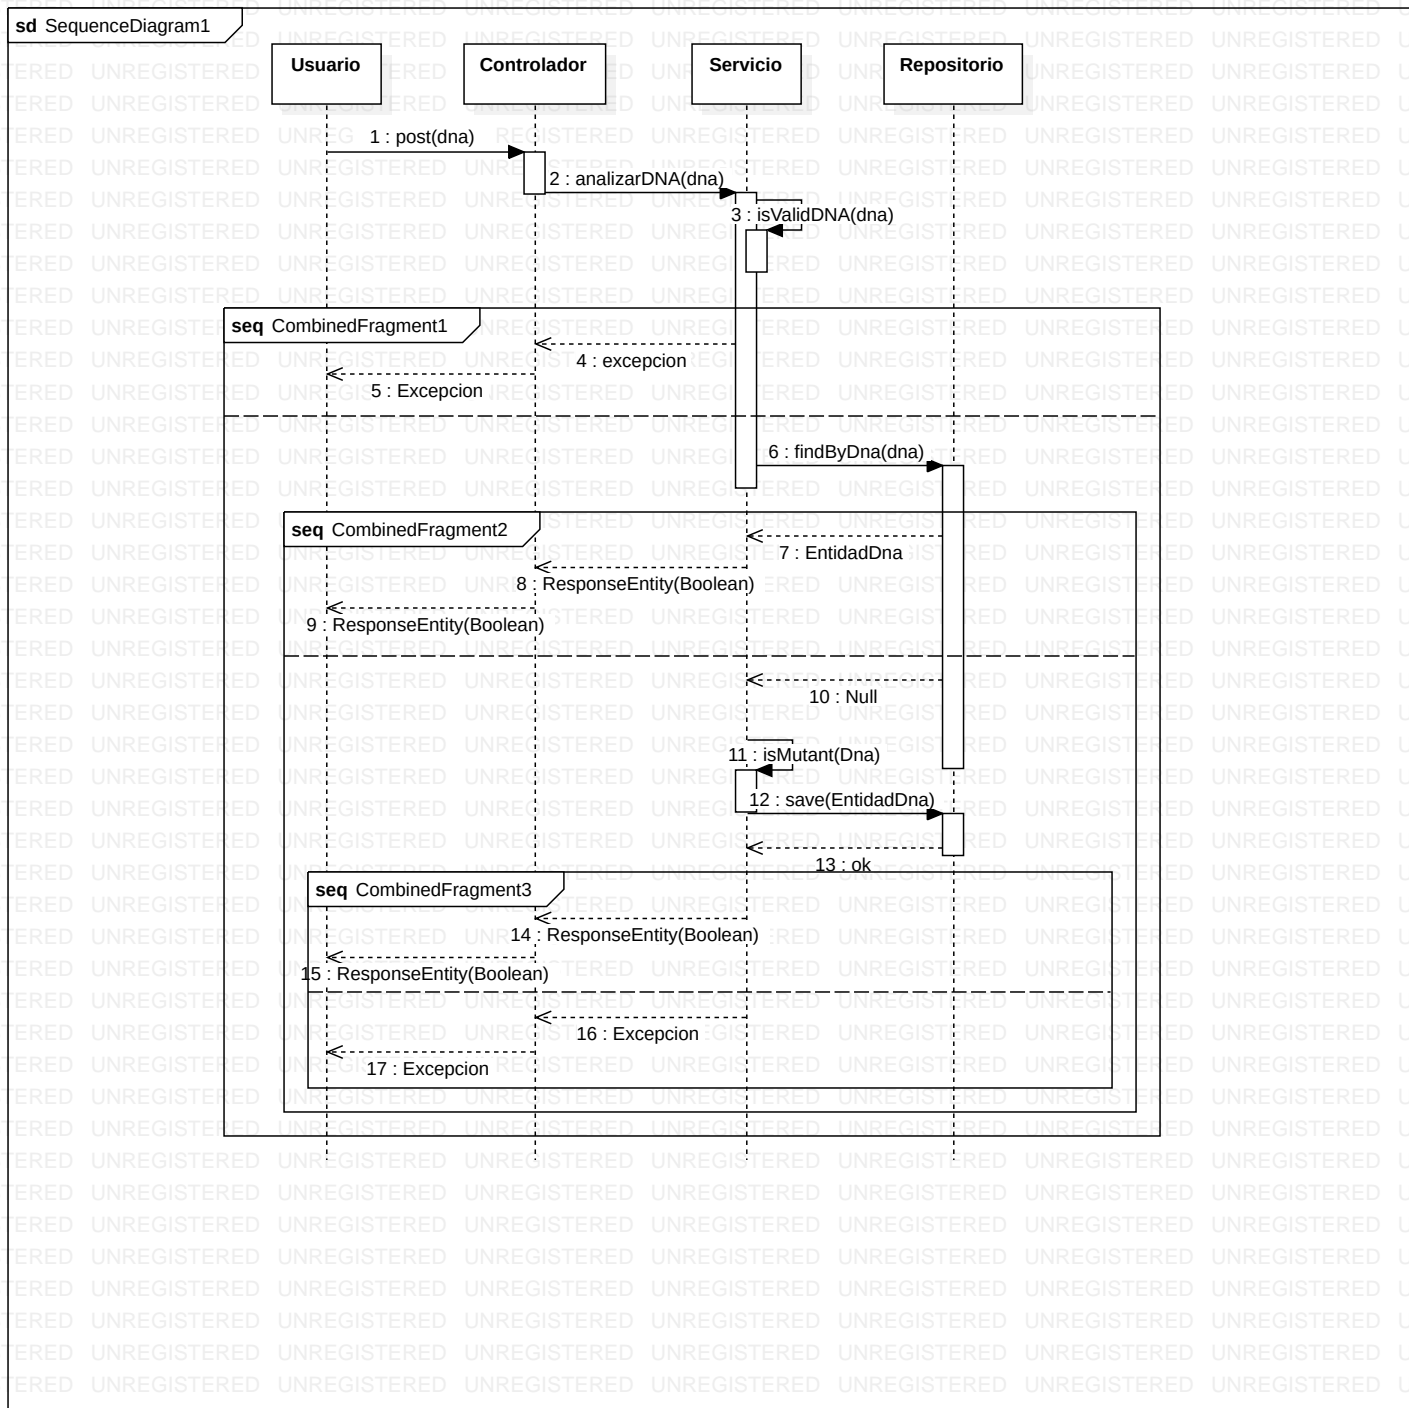 sd SequenceDiagram1
Usuario
Controlador
Servicio
Repositorio
1 : post(dna)
2 : analizarDNA(dna)
3 : isValidDNA(dna)
seq CombinedFragment1
4 : excepcion
5 : Excepcion
6 : findByDna(dna)
seq CombinedFragment2
7 : EntidadDna
8 : ResponseEntity(Boolean)
9 : ResponseEntity(Boolean)
10 : Null
11 : isMutant(Dna)
12 : save(EntidadDna)
13 : ok
seq CombinedFragment3
14 : ResponseEntity(Boolean)
15 : ResponseEntity(Boolean)
16 : Excepcion
17 : Excepcion
UNREGISTERED